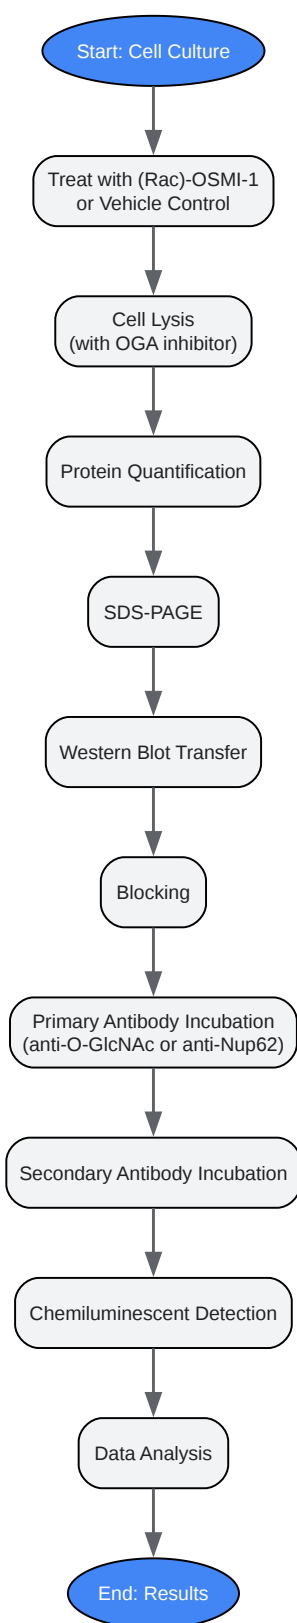 Start: Cell Culture
Treat with (Rac)-OSMI-1
or Vehicle Control
Cell Lysis
(with OGA inhibitor)
Protein Quantification
SDS-PAGE
Western Blot Transfer
Blocking
Primary Antibody Incubation
(anti-O-GlcNAc or anti-Nup62)
Secondary Antibody Incubation
Chemiluminescent Detection
Data Analysis
End: Results